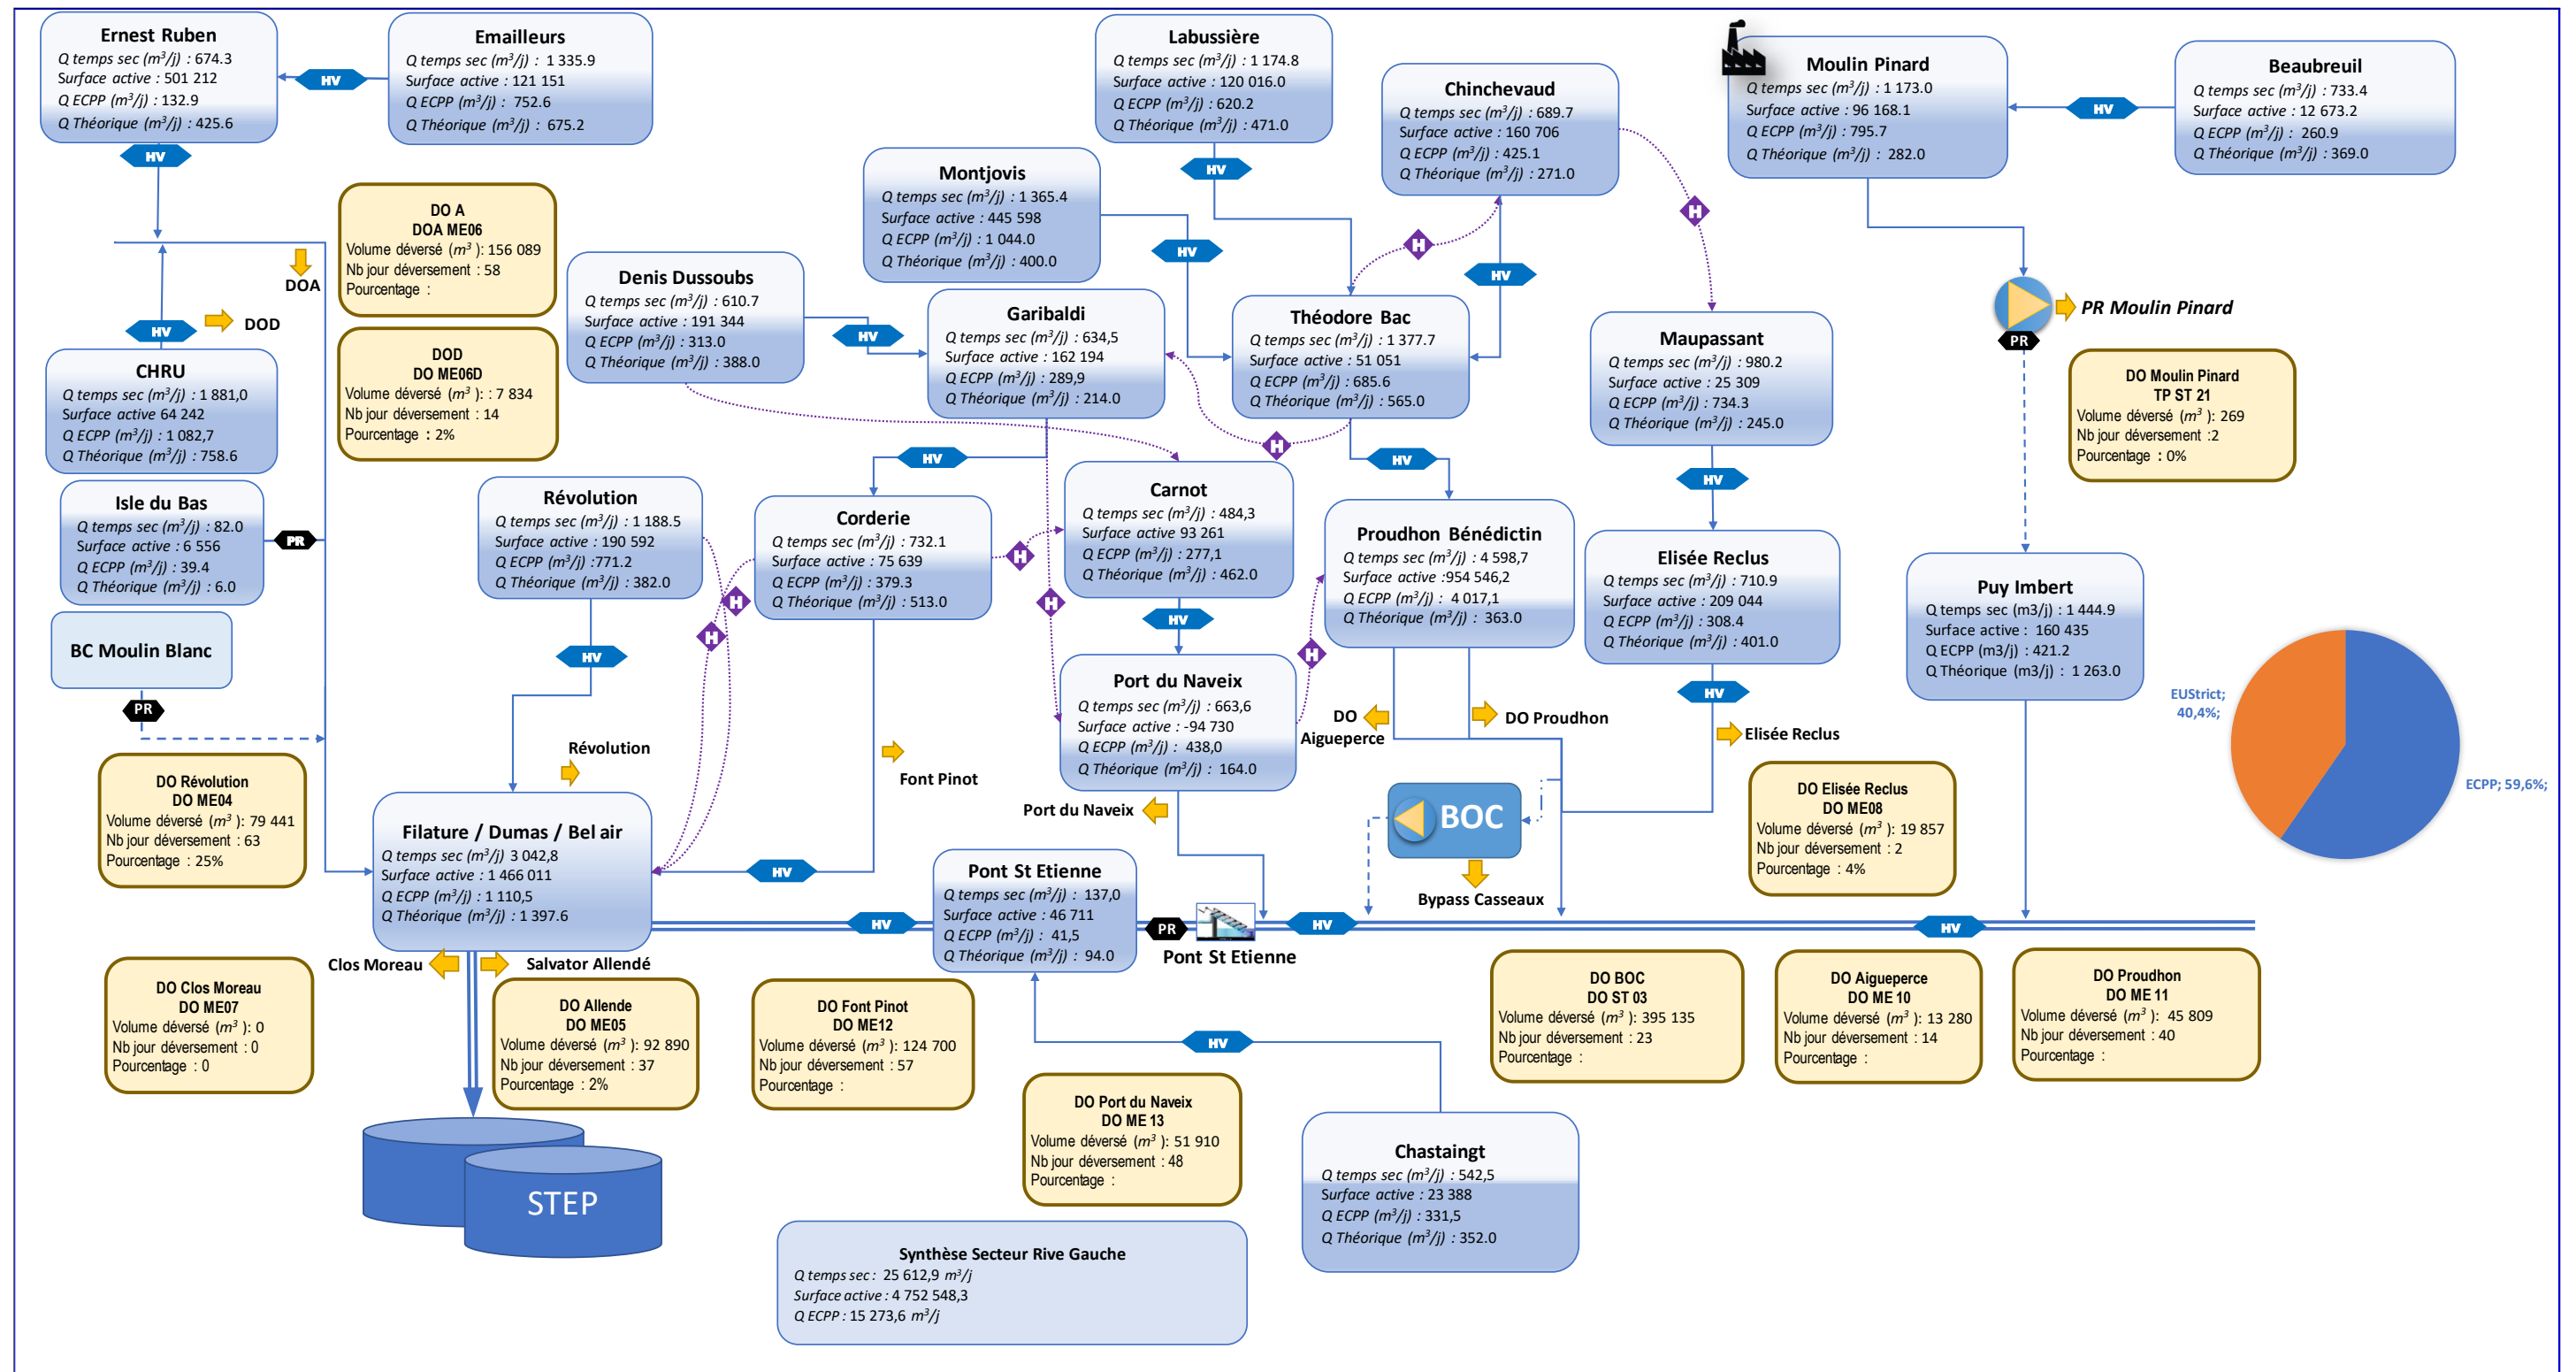 Ernest Ruben
Q temps sec (m³/j) : 674.3
Surface active : 501 212
Q ECPP (m³/j) : 132.9
Q Théorique (m³/j) : 425.6
HV
Emailleurs
Q temps sec (m³/j) : 1 335.9
Surface active : 121 151
Q ECPP (m³/j) : 752.6
Q Théorique (m³/j) : 675.2
HV
Labussière
Q temps sec (m³/j) : 1 174.8
Surface active : 120 016.0
Q ECPP (m³/j) : 620.2
Q Théorique (m³/j) : 471.0
HV
Chinchevaud
Q temps sec (m³/j) : 689.7
Surface active : 160 706
Q ECPP (m³/j) : 425.1
Q Théorique (m³/j) : 271.0
H
Moulin Pinard
Q temps sec (m³/j) : 1 173.0
Surface active : 96 168.1
Q ECPP (m³/j) : 795.7
Q Théorique (m³/j) : 282.0
HV
Beaubreuil
Q temps sec (m³/j) : 733.4
Surface active : 12 673.2
Q ECPP (m³/j) : 260.9
Q Théorique (m³/j) : 369.0
Montjovis
Q temps sec (m³/j) : 1 365.4
Surface active : 445 598
Q ECPP (m³/j) : 1 044.0
Q Théorique (m³/j) : 400.0
HV
H
HV
DO A
DOA ME06
Volume déversé (m³ ): 156 089
Nb jour déversement : 58
Pourcentage :
DOA
DOD
HV
DOD
DO ME06D
Volume déversé (m³ ): : 7 834
Nb jour déversement : 14
Pourcentage : 2%
Denis Dussoubs
Q temps sec (m³/j) : 610.7
Surface active : 191 344
Q ECPP (m³/j) : 313.0
Q Théorique (m³/j) : 388.0
HV
Garibaldi
Q temps sec (m³/j) : 634,5
Surface active : 162 194
Q ECPP (m³/j) : 289,9
Q Théorique (m³/j) : 214.0
Théodore Bac
Q temps sec (m³/j) : 1 377.7
Surface active : 51 051
Q ECPP (m³/j) : 685.6
Q Théorique (m³/j) : 565.0
Maupassant
Q temps sec (m³/j) : 980.2
Surface active : 25 309
Q ECPP (m³/j) : 734.3
Q Théorique (m³/j) : 245.0
PR Moulin Pinard
PR
DO Moulin Pinard
TP ST 21
Volume déversé (m³ ): 269
Nb jour déversement :2
Pourcentage : 0%
CHRU
Q temps sec (m³/j) : 1 881,0
Surface active 64 242
Q ECPP (m³/j) : 1 082,7
Q Théorique (m³/j) : 758.6
HV
H
HV
HV
Isle du Bas
Q temps sec (m³/j) : 82.0
Surface active : 6 556
Q ECPP (m³/j) : 39.4
Q Théorique (m³/j) : 6.0
PR
Révolution
Q temps sec (m³/j) : 1 188.5
Surface active : 190 592
Q ECPP (m³/j) :771.2
Q Théorique (m³/j) : 382.0
HV
H
H
Corderie
Q temps sec (m³/j) : 732.1
Surface active : 75 639
Q ECPP (m³/j) : 379.3
Q Théorique (m³/j) : 513.0
H
H
Carnot
Q temps sec (m³/j) : 484,3
Surface active 93 261
Q ECPP (m³/j) : 277,1
Q Théorique (m³/j) : 462.0
HV
Proudhon Bénédictin
Q temps sec (m³/j) : 4 598,7
Surface active :954 546,2
Q ECPP (m³/j) : 4 017,1
Q Théorique (m³/j) : 363.0
H
Elisée Reclus
Q temps sec (m³/j) : 710.9
Surface active : 209 044
Q ECPP (m³/j) : 308.4
Q Théorique (m³/j) : 401.0
HV
Puy Imbert
Q temps sec (m3/j) : 1 444.9
Surface active : 160 435
Q ECPP (m3/j) : 421.2
Q Théorique (m3/j) : 1 263.0
EUStrict;
40,4%;
ECPP; 59,6%;
BC Moulin Blanc
PR
Port du Naveix
Q temps sec (m³/j) : 663,6
Surface active : -94 730
Q ECPP (m³/j) : 438,0
Q Théorique (m³/j) : 164.0
Port du Naveix
DO
Aigueperce
DO Proudhon
Elisée Reclus
Révolution
Font Pinot
DO Révolution
DO ME04
Volume déversé (m³ ): 79 441
Nb jour déversement : 63
Pourcentage : 25%
Filature / Dumas / Bel air
Q temps sec (m³/j) 3 042,8
Surface active : 1 466 011
Q ECPP (m³/j) : 1 110,5
Q Théorique (m³/j) : 1 397.6
HV
BOC
Bypass Casseaux
DO Elisée Reclus
DO ME08
Volume déversé (m³ ): 19 857
Nb jour déversement : 2
Pourcentage : 4%
HV
Pont St Etienne
Q temps sec (m³/j) : 137,0
Surface active : 46 711
Q ECPP (m³/j) : 41,5
Q Théorique (m³/j) : 94.0
PR
Pont St Etienne
HV
HV
Clos Moreau
Salvator Allendé
DO Clos Moreau
DO ME07
Volume déversé (m³ ): 0
Nb jour déversement : 0
Pourcentage : 0
DO Allende
DO ME05
Volume déversé (m³ ): 92 890
Nb jour déversement : 37
Pourcentage : 2%
DO Font Pinot
DO ME12
Volume déversé (m³ ): 124 700
Nb jour déversement : 57
Pourcentage :
DO BOC
DO ST 03
Volume déversé (m³ ): 395 135
Nb jour déversement : 23
Pourcentage :
DO Aigueperce
DO ME 10
Volume déversé (m³ ): 13 280
Nb jour déversement : 14
Pourcentage :
DO Proudhon
DO ME 11
Volume déversé (m³ ): 45 809
Nb jour déversement : 40
Pourcentage :
HV
DO Port du Naveix
DO ME 13
Volume déversé (m³ ): 51 910
Nb jour déversement : 48
Pourcentage :
Chastaingt
Q temps sec (m³/j) : 542,5
Surface active : 23 388
Q ECPP (m³/j) : 331,5
Q Théorique (m³/j) : 352.0
STEP
Synthèse Secteur Rive Gauche
Q temps sec : 25 612,9 m³/j
Surface active : 4 752 548,3
Q ECPP : 15 273,6 m³/j